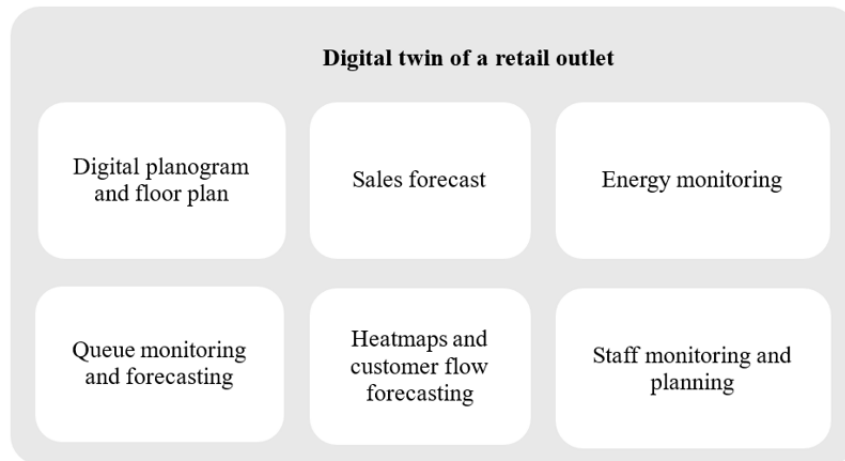 Digital twin of a retail outlet
Digital planogram
and floor plan
Sales forecast
Energy monitoring
Queue monitoring
and forecasting
Heatmaps and
customer flow
forecasting
Staff monitoring and
planning